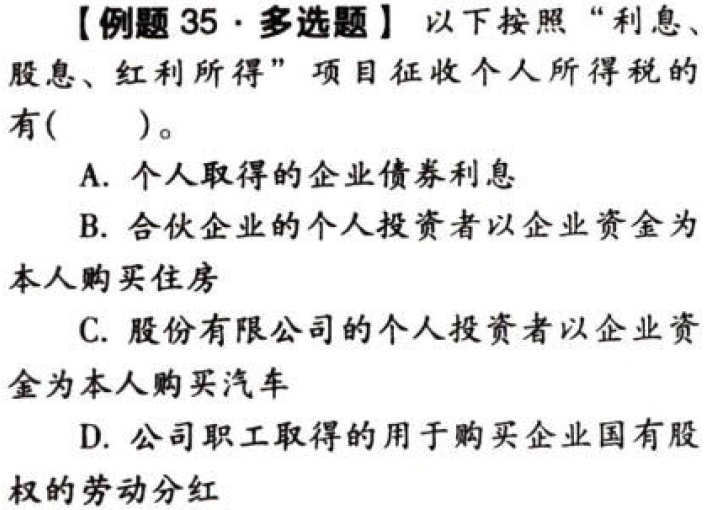 【例题 35·多选题】 以下按照“利息、
股息、红利所得”项目征收个人所得税的
有(  )。
A. 个人取得的企业债券利息
B. 合伙企业的个人投资者以企业资金为
本人购买住房
C. 股份有限公司的个人投资者以企业资
金为本人购买汽车
D. 公司职工取得的用于购买企业国有股
权的劳动分红